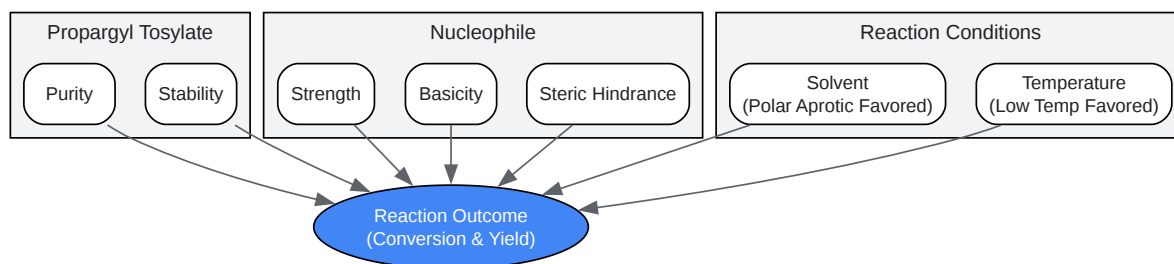 Propargyl Tosylate
Nucleophile
Reaction Conditions
Purity
Stability
Strength
Basicity
Steric Hindrance
Solvent
(Polar Aprotic Favored)
Temperature
(Low Temp Favored)
Reaction Outcome
(Conversion & Yield)